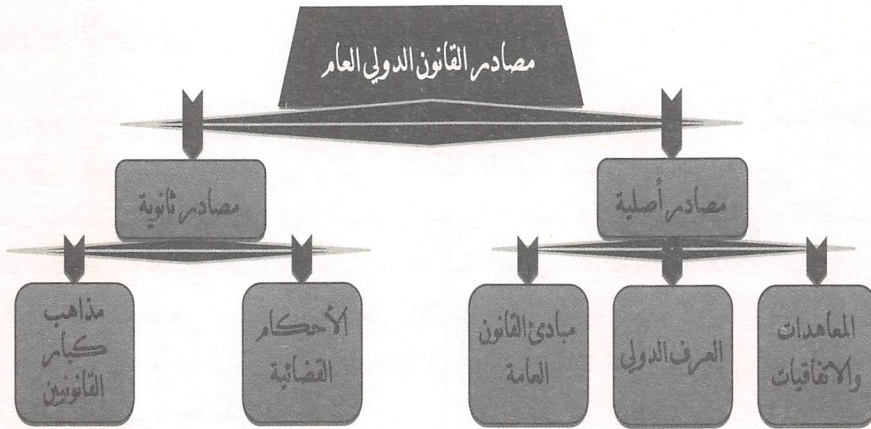 مصادر القانون الدولي العام
مصادر أصلية
مصادر ثانوية
المعاهدات
والاتفاقيات
العرف الدولي
مبادئ القانون
العامة
الأحكام
القضائية
مذاهب
كبار
القانونيين